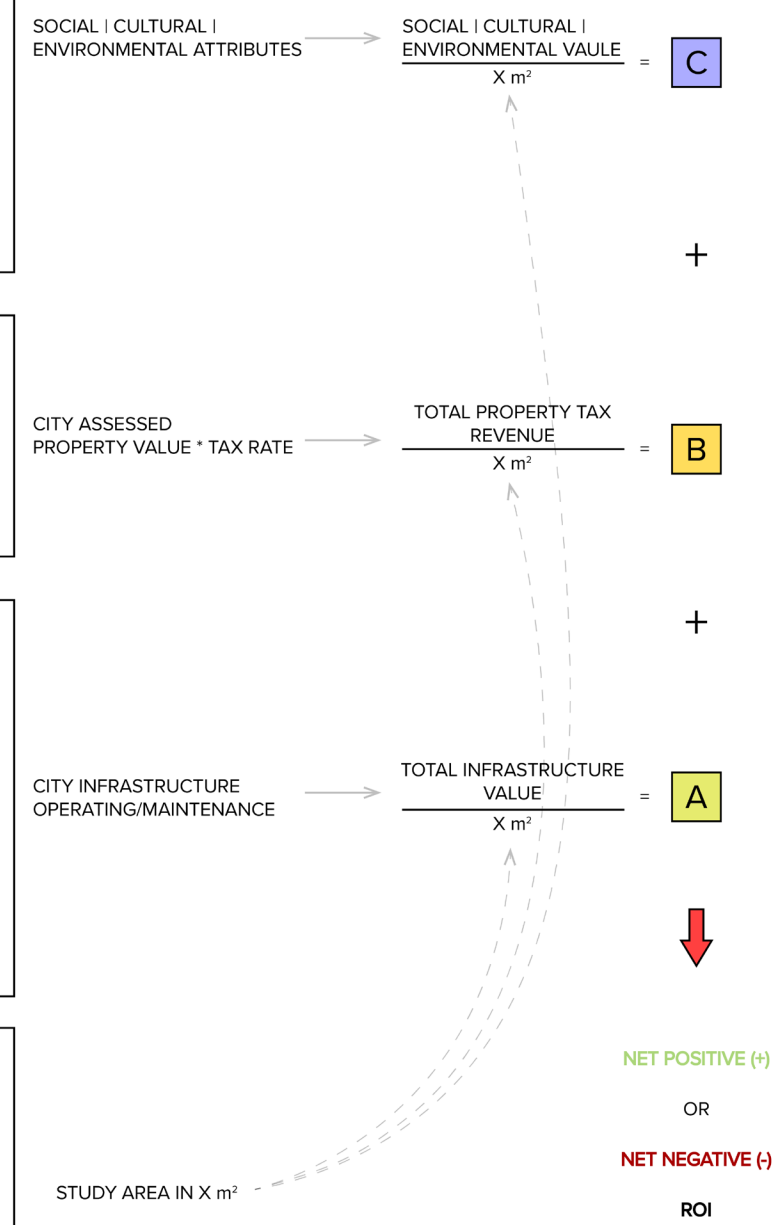 SOCIAL | CULTURAL |
ENVIRONMENTAL ATTRIBUTES
SOCIAL | CULTURAL |
ENVIRONMENTAL VAULE
X m²
=
C
+
CITY ASSESSED
PROPERTY VALUE * TAX RATE
TOTAL PROPERTY TAX
REVENUE
X m²
=
B
+
CITY INFRASTRUCTURE
OPERATING/MAINTENANCE
TOTAL INFRASTRUCTURE
VALUE
X m²
=
A
NET POSITIVE (+)
OR
NET NEGATIVE (-)
ROI
STUDY AREA IN X m²